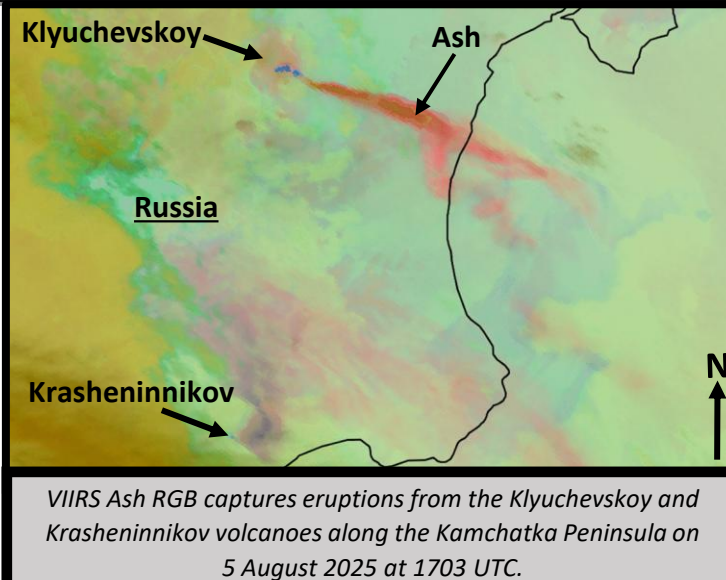 Klyuchevskoy
Ash
Russia
Krasheninnikov
N
VIIRS Ash RGB captures eruptions from the Klyuchevskoy and
Krasheninnikov volcanoes along the Kamchatka Peninsula on
5 August 2025 at 1703 UTC.